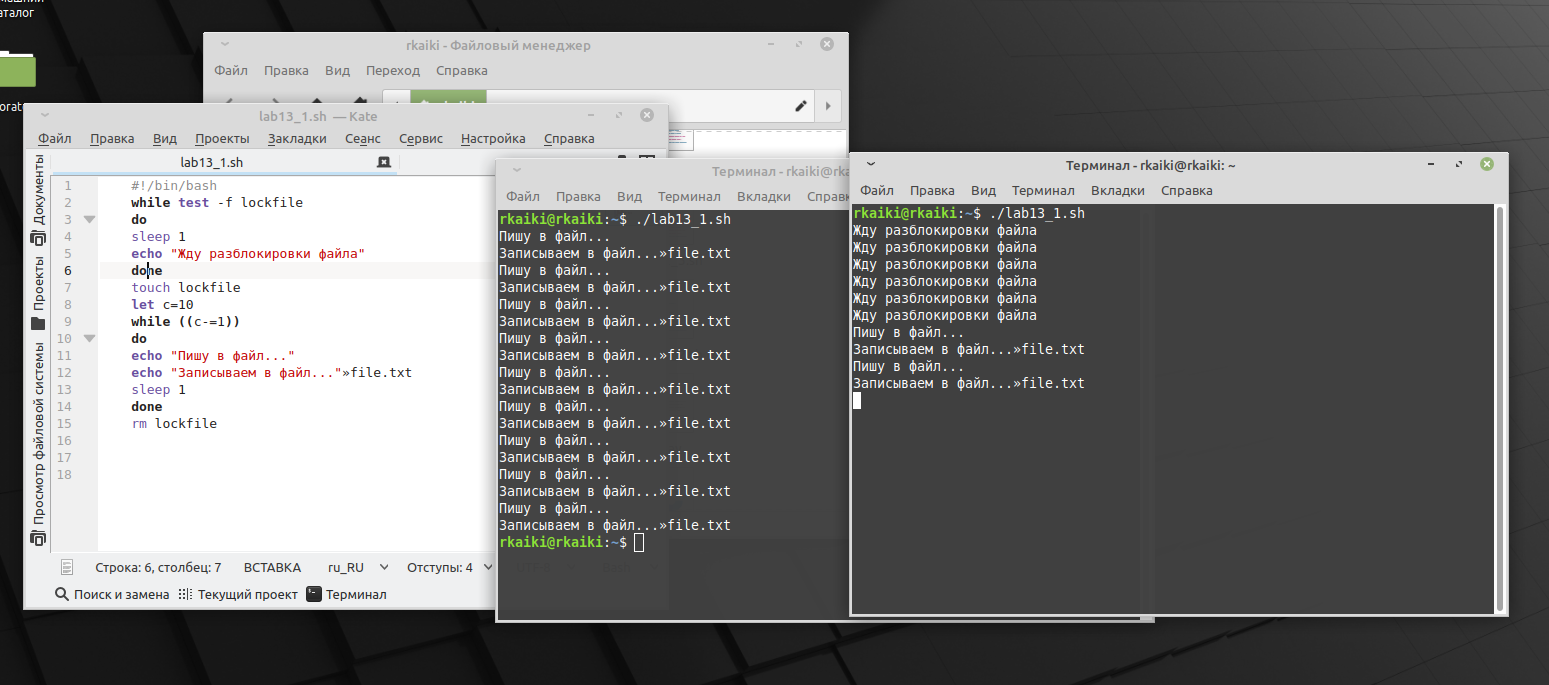 аталог
rkaiki - Файловый менеджер
Файл Правка Вид Переход Справка
lab13_1.sh — Kate
Файл Правка Вид Проекты Закладки Сеанс Сервис Настройка Справка
lab13_1.sh
Документы
Проекты
Просмотр файловой системы
1 #!/bin/bash
2 while test -f lockfile
3 do
4 sleep 1
5 echo "Жду разблокировки файла"
6 done
7 touch lockfile
8 let c=10
9 while ((c-=1))
10 do
11 echo "Пишу в файл..."
12 echo "Записываем в файл..."»file.txt
13 sleep 1
14 done
15 rm lockfile
16
17
18
Строка: 6, столбец: 7 ВСТАВКА ru_RU Отступы: 4
Поиск и замена Текущий проект Терминал
Терминал - rkaiki@rka
Файл Правка Вид Терминал Вкладки Справк
rkaiki@rkaiki:~$ ./lab13_1.sh
Пишу в файл...
Записываем в файл...»file.txt
Пишу в файл...
Записываем в файл...»file.txt
Пишу в файл...
Записываем в файл...»file.txt
Пишу в файл...
Записываем в файл...»file.txt
Пишу в файл...
Записываем в файл...»file.txt
Пишу в файл...
Записываем в файл...»file.txt
Пишу в файл...
Записываем в файл...»file.txt
Пишу в файл...
Записываем в файл...»file.txt
Пишу в файл...
Записываем в файл...»file.txt
rkaiki@rkaiki:~$
Терминал - rkaiki@rkaiki: ~
Файл Правка Вид Терминал Вкладки Справка
rkaiki@rkaiki:~$ ./lab13_1.sh
Жду разблокировки файла
Жду разблокировки файла
Жду разблокировки файла
Жду разблокировки файла
Жду разблокировки файла
Жду разблокировки файла
Пишу в файл...
Записываем в файл...»file.txt
Пишу в файл...
Записываем в файл...»file.txt